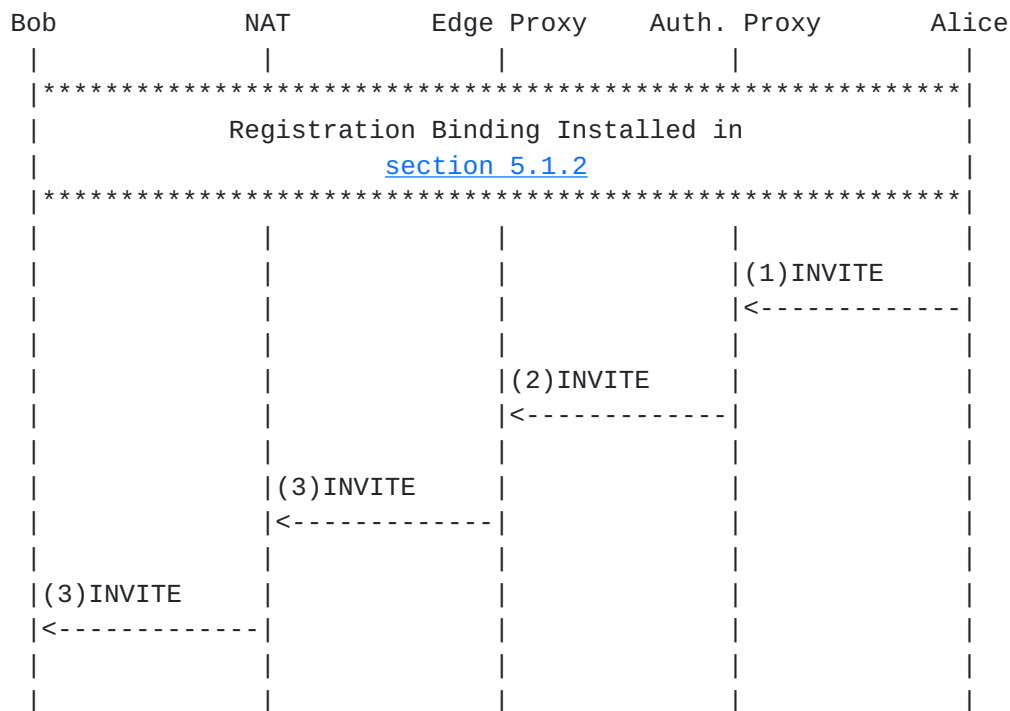 Bob NAT Edge Proxy Auth. Proxy Alice
|***********************************************************|
Registration Binding Installed in
section 5.1.2
|***********************************************************|
(1)INVITE
|<-------------|
(2)INVITE
|<-------------|
(3)INVITE
|<-------------|
(3)INVITE
|<-------------|